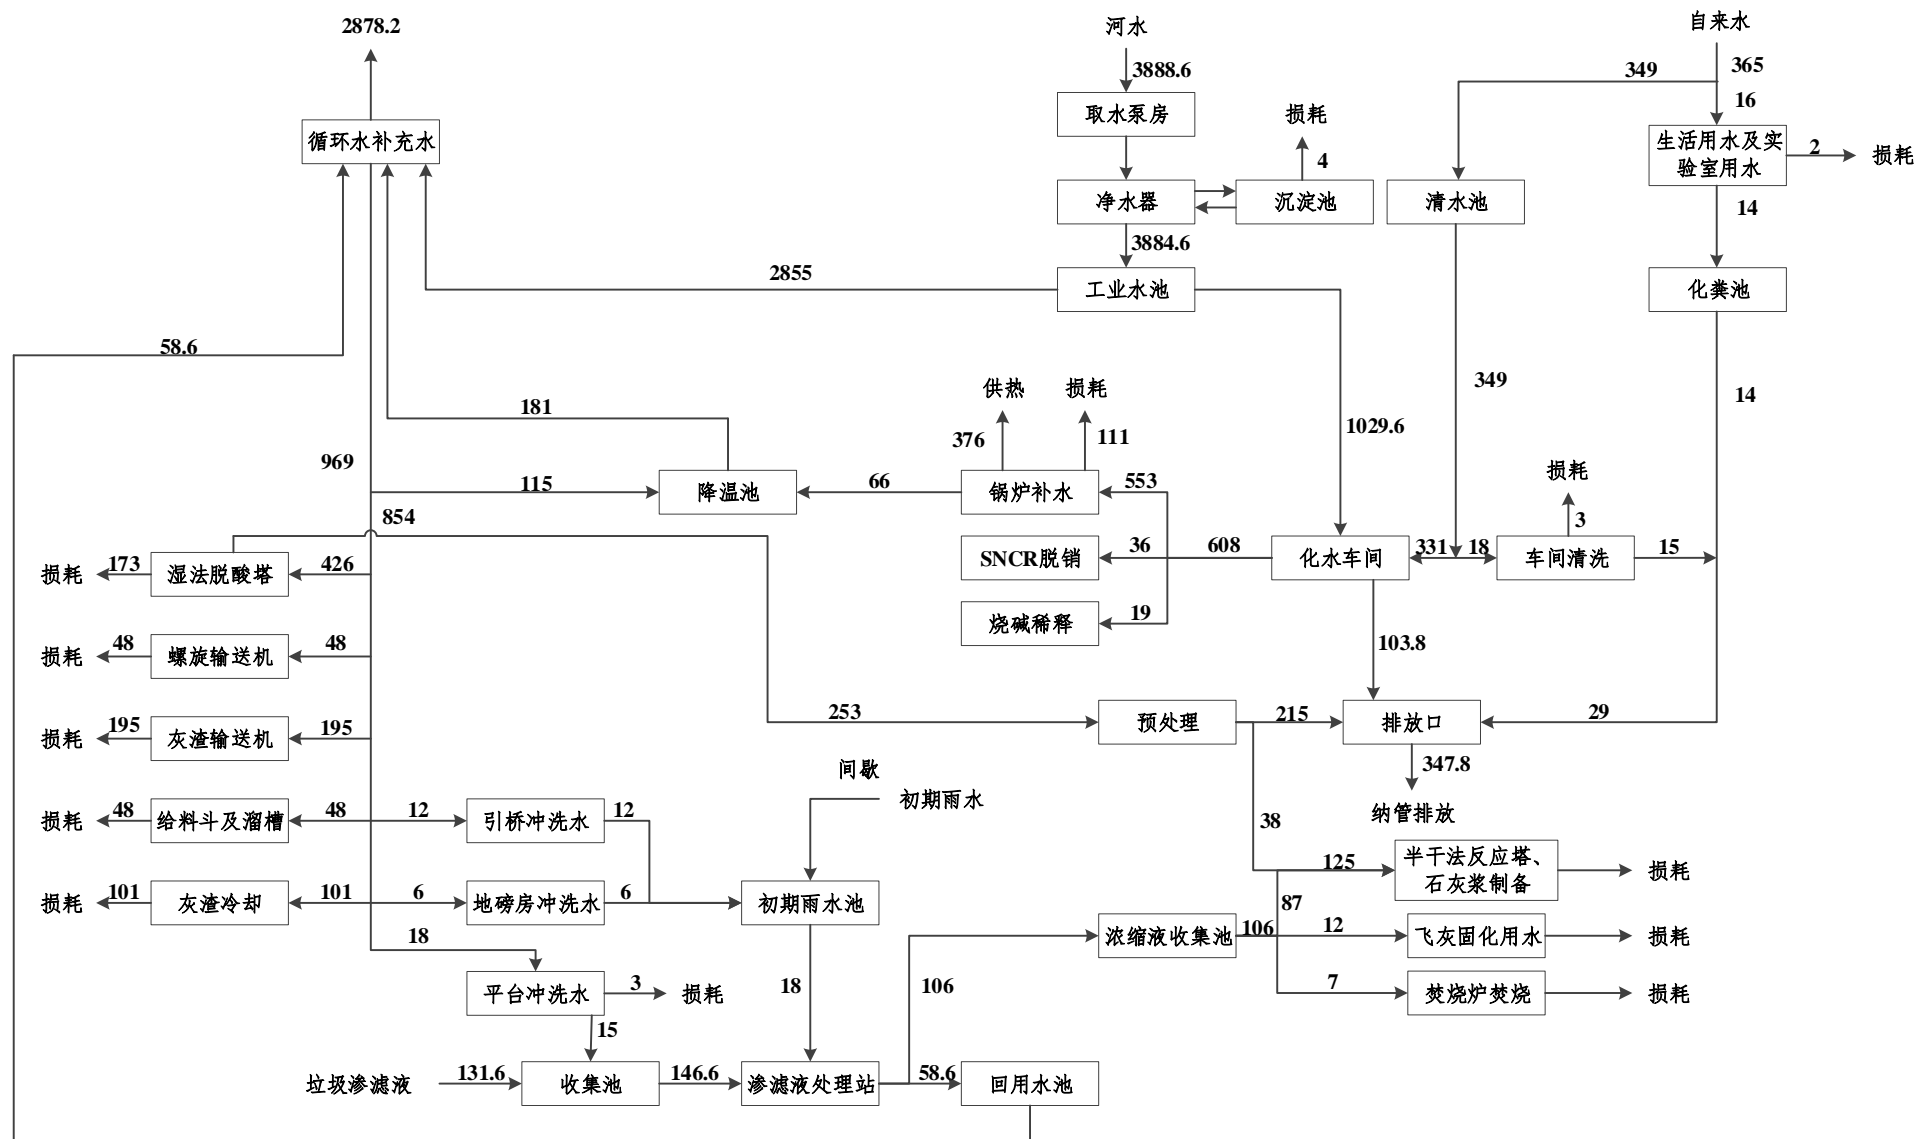 2878.2
河水
自来水
3888.6
365
349
16
取水泵房
损耗
循环水补充水
生活用水及实
验室用水
2
损耗
4
净水器
沉淀池
清水池
14
3884.6
2855
工业水池
化粪池
58.6
供热
损耗
349
14
181
376
111
1029.6
969
115
降温池
66
锅炉补水
553
损耗
3
854
损耗
173
湿法脱酸塔
426
SNCR脱销
36
608
化水车间
331
18
车间清洗
15
烧碱稀释
19
损耗
48
螺旋输送机
48
103.8
253
预处理
215
排放口
29
损耗
195
灰渣输送机
195
347.8
间歇
初期雨水
纳管排放
损耗
48
给料斗及溜槽
48
12
引桥冲洗水
12
38
125
半干法反应塔、
石灰浆制备
损耗
损耗
101
灰渣冷却
101
6
地磅房冲洗水
6
初期雨水池
87
18
浓缩液收集池
106
12
飞灰固化用水
损耗
平台冲洗水
3
损耗
18
106
7
焚烧炉焚烧
损耗
15
垃圾渗滤液
131.6
收集池
146.6
渗滤液处理站
58.6
回用水池